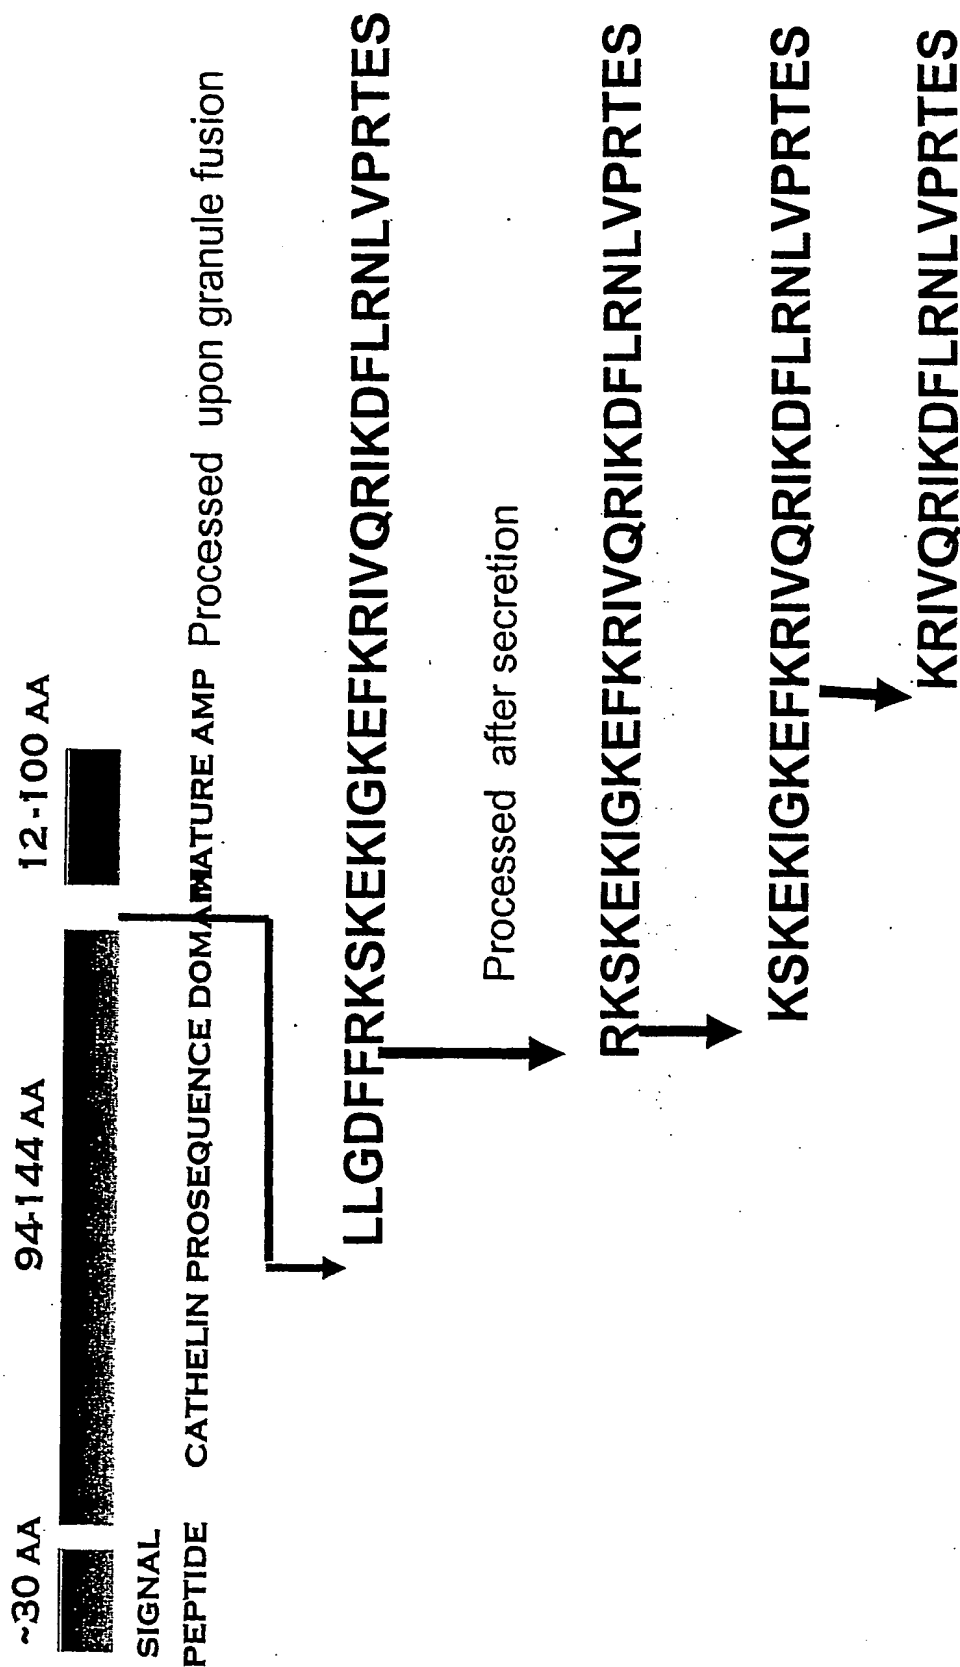 ~30 AA 94-144 AA 12-100 AA
SIGNAL
PEPTIDE CATHELIN PROSEQUENCE DOMAIN MATURE AMP Processed upon granule fusion
LLGDFFRKSKEKIGKEFKRIVQRIKDFLRNLVPRTES
Processed after secretion
RKSKEKIGKEFKRIVQRIKDFLRNLVPRTES
KSKEKIGKEFKRIVQRIKDFLRNLVPRTES
KRIVQRIKDFLRNLVPRTES